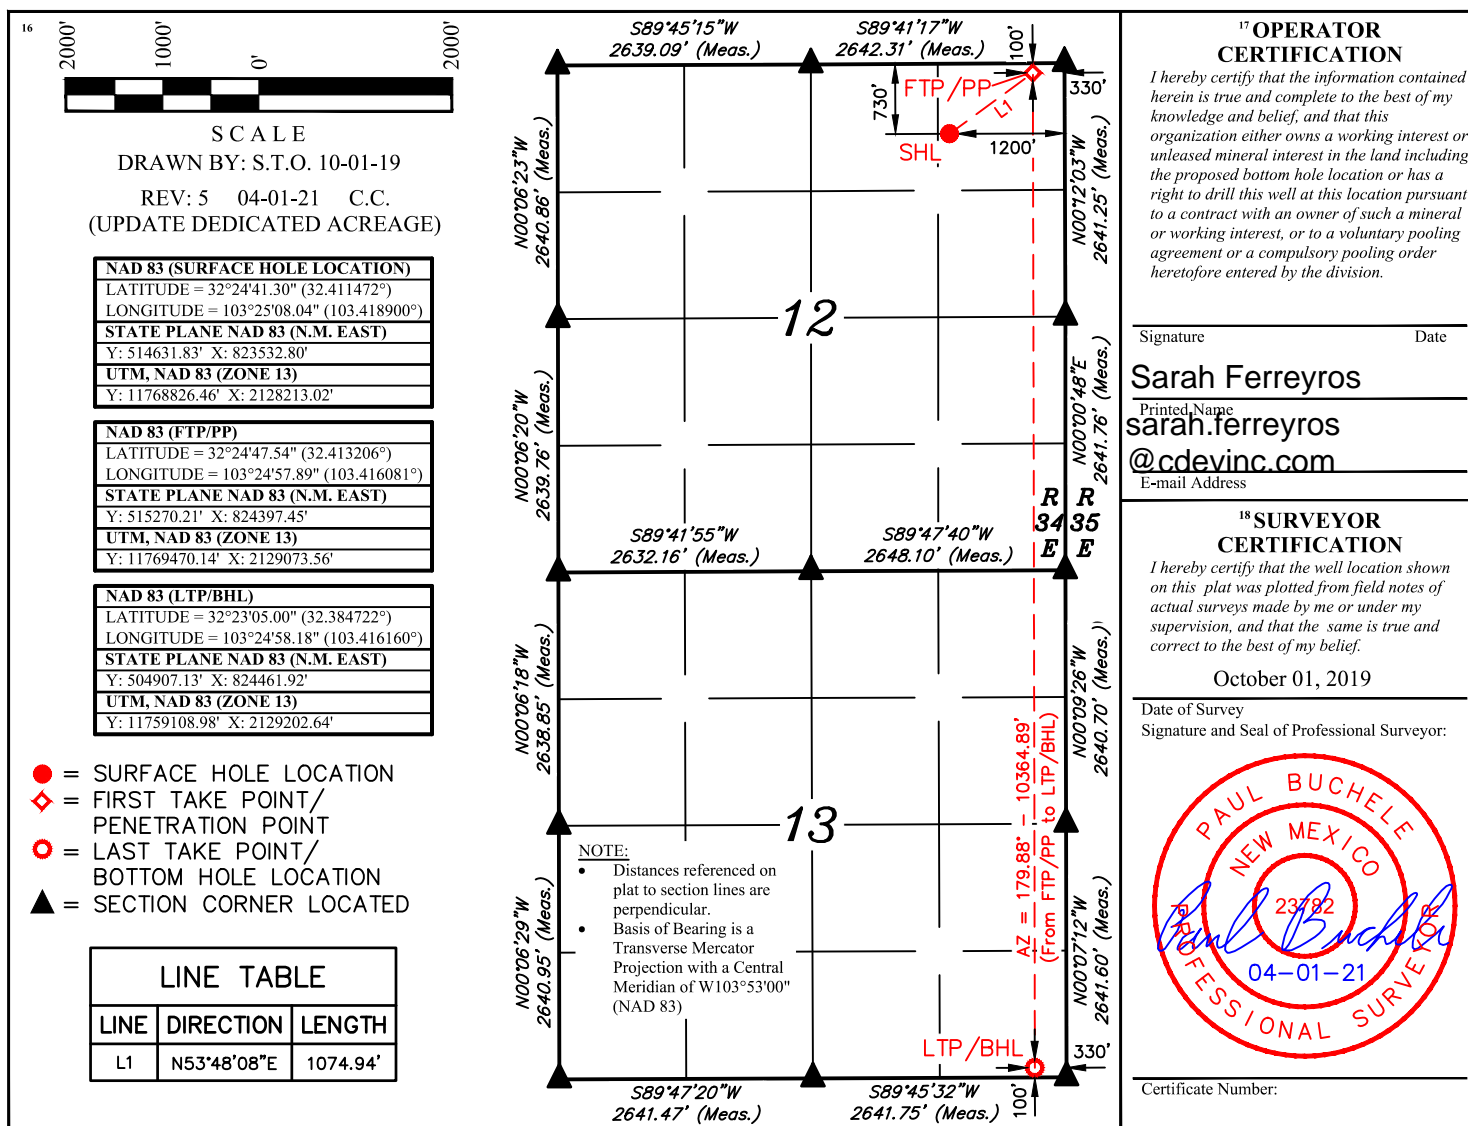 16
2000'
1000'
0'
2000'
SCALE
DRAWN BY: S.T.O. 10-01-19
REV: 5 04-01-21 C.C.
(UPDATE DEDICATED ACREAGE)
NAD 83 (SURFACE HOLE LOCATION)
LATITUDE = 32°24'41.30" (32.411472°)
LONGITUDE = 103°25'08.04" (103.418900°)
STATE PLANE NAD 83 (N.M. EAST)
Y: 514631.83' X: 823532.80'
UTM, NAD 83 (ZONE 13)
Y: 11768826.46' X: 2128213.02'
NAD 83 (FTP/PP)
LATITUDE = 32°24'47.54" (32.413206°)
LONGITUDE = 103°24'57.89" (103.416081°)
STATE PLANE NAD 83 (N.M. EAST)
Y: 515270.21' X: 824397.45'
UTM, NAD 83 (ZONE 13)
Y: 11769470.14' X: 2129073.56'
NAD 83 (LTP/BHL)
LATITUDE = 32°23'05.00" (32.384722°)
LONGITUDE = 103°24'58.18" (103.416160°)
STATE PLANE NAD 83 (N.M. EAST)
Y: 504907.13' X: 824461.92'
UTM, NAD 83 (ZONE 13)
Y: 11759108.98' X: 2129202.64'
= SURFACE HOLE LOCATION
= FIRST TAKE POINT/
PENETRATION POINT
= LAST TAKE POINT/
BOTTOM HOLE LOCATION
= SECTION CORNER LOCATED
LINE TABLE
LINE DIRECTION LENGTH
L1 N53°48'08"E 1074.94'
S89°45'15"W
2639.09' (Meas.)
S89°41'17"W
2642.31' (Meas.)
100'
330'
FTP/PP
L1
730'
SHL
1200'
N00°06'23"W
2640.86' (Meas.)
N00°12'03"W
2641.25' (Meas.)
12
N00°06'20"W
2639.76' (Meas.)
N00°00'48"E
2641.76' (Meas.)
R R
34 35
E E
S89°41'55"W
2632.16' (Meas.)
S89°47'40"W
2648.10' (Meas.)
N00°06'18"W
2638.85' (Meas.)
N00°09'26"W
2640.70' (Meas.)
AZ = 179.88° - 10364.89'
(From FTP/PP to LTP/BHL)
13
NOTE:
• Distances referenced on
plat to section lines are
perpendicular.
• Basis of Bearing is a
Transverse Mercator
Projection with a Central
Meridian of W103°53'00"
(NAD 83)
N00°06'29"W
2640.95' (Meas.)
N00°07'12"W
2641.60' (Meas.)
LTP/BHL
330'
100'
S89°47'20"W
2641.47' (Meas.)
S89°45'32"W
2641.75' (Meas.)
17 OPERATOR
CERTIFICATION
I hereby certify that the information contained
herein is true and complete to the best of my
knowledge and belief, and that this
organization either owns a working interest or
unleased mineral interest in the land including
the proposed bottom hole location or has a
right to drill this well at this location pursuant
to a contract with an owner of such a mineral
or working interest, or to a voluntary pooling
agreement or a compulsory pooling order
heretofore entered by the division.
Signature Date
Sarah Ferreyros
Printed Name
sarah.ferreyros
@cdevinc.com
E-mail Address
18 SURVEYOR
CERTIFICATION
I hereby certify that the well location shown
on this plat was plotted from field notes of
actual surveys made by me or under my
supervision, and that the same is true and
correct to the best of my belief.
October 01, 2019
Date of Survey
Signature and Seal of Professional Surveyor:
PAUL BUCHELE
NEW MEXICO
23782
Paul Buchele
04-01-21
PROFESSIONAL SURVEYOR
Certificate Number: